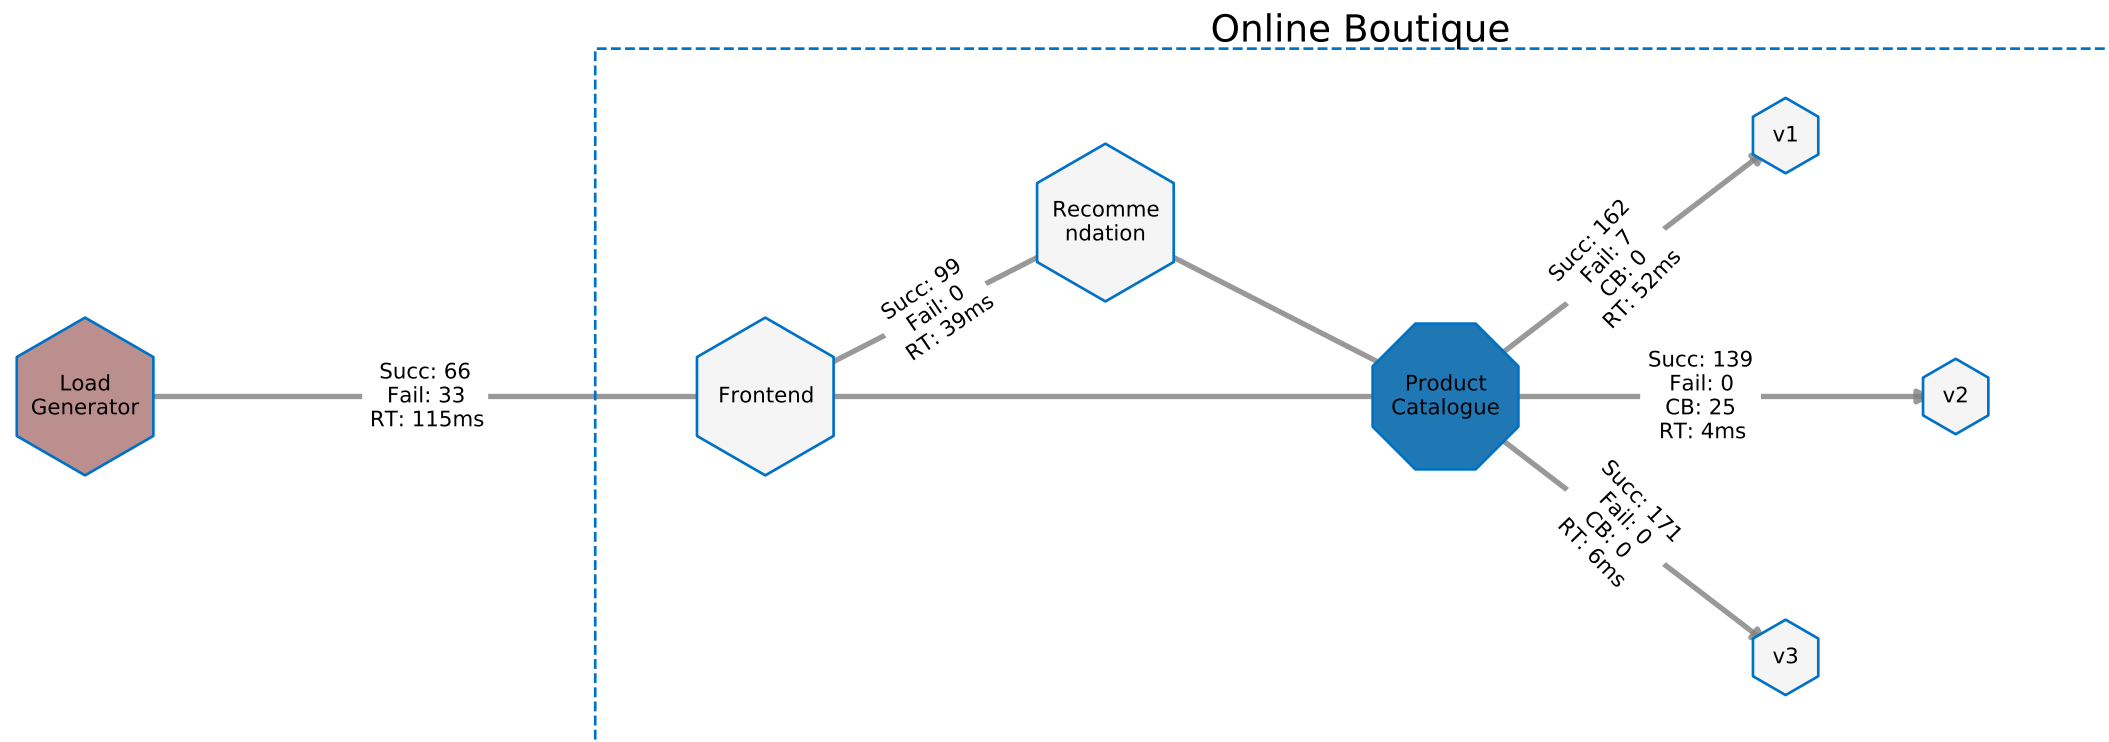 Online Boutique
Load
Generator
Succ: 66
Fail: 33
RT: 115ms
Frontend
Succ: 99
Fail: 0
RT: 39ms
Recomme
ndation
Product
Catalogue
Succ: 162
Fail: 7
CB: 0
RT: 52ms
v1
Succ: 139
Fail: 0
CB: 25
RT: 4ms
v2
Succ: 171
Fail: 0
CB: 0
RT: 6ms
v3